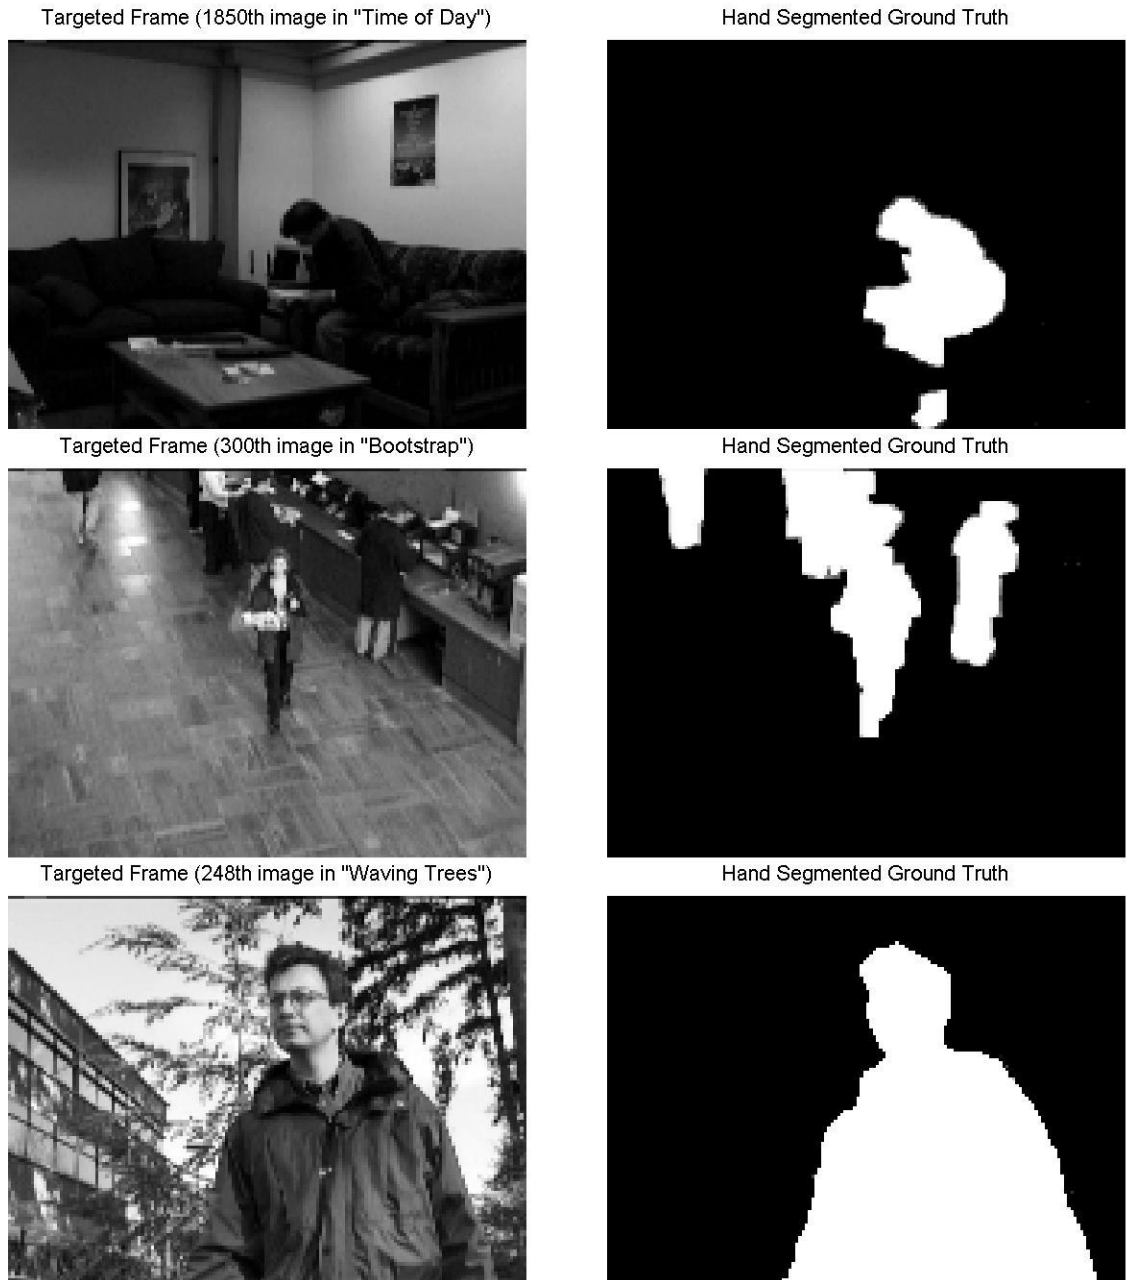 Targeted Frame (1850th image in "Time of Day")
Hand Segmented Ground Truth
Targeted Frame (300th image in "Bootstrap")
Hand Segmented Ground Truth
Targeted Frame (248th image in "Waving Trees")
Hand Segmented Ground Truth